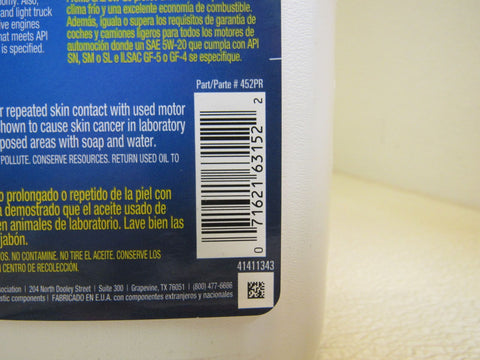 nomy. Also,
and light truck
ive engines
hat meets API
is specified.
clima frío y una excelente economía de combustible.
Además, iguala o supera los requisitos de garantía de
coches y camiones ligeros para todos los motores de
automoción donde un SAE 5W-20 que cumpla con API
SN, SM o SL e ILSAC GF-5 o GF-4 se especifique.
Part/Parte # 452PR
0 71621 63152 2
r repeated skin contact with used motor
hown to cause skin cancer in laboratory
posed areas with soap and water.
POLLUTE. CONSERVE RESOURCES. RETURN USED OIL TO
o prolongado o repetido de la piel con
a demostrado que el aceite usado de
en animales de laboratorio. Lave bien las
jabón.
OS. NO CONTAMINE. NO TIRE EL ACEITE. CONSERVE LOS
N CENTRO DE RECOLECCIÓN.
41411343
ssociation | 204 North Dooley Street | Suite 300 | Grapevine, TX 76051 | (800) 477-6686
stic components | FABRICADO EN E.U.A. con componentes extranjeros y nacionales